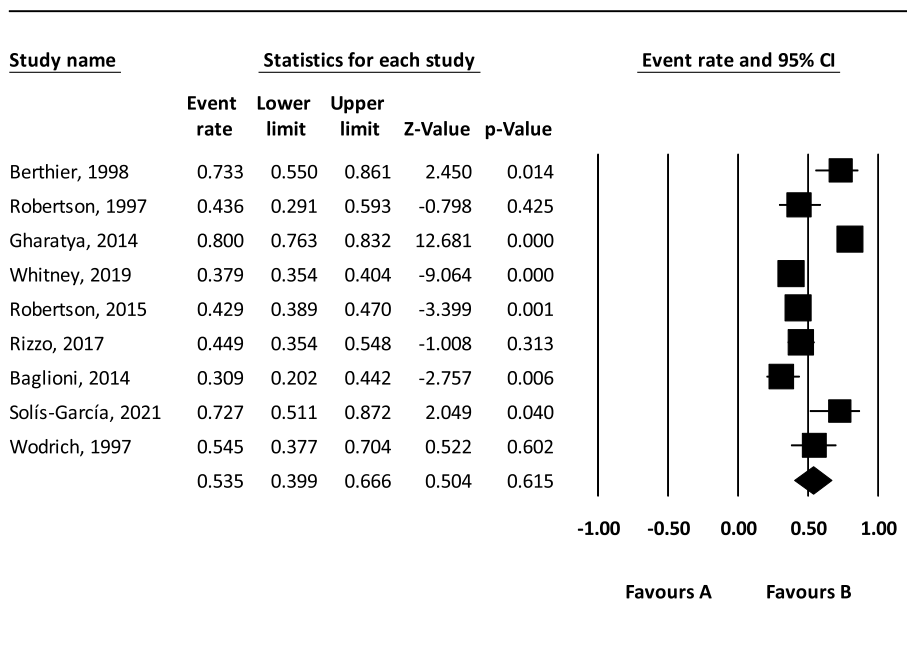 Study name Statistics for each study Event rate and 95% CI
Event Lower Upper
rate limit limit Z-Value p-Value
Berthier, 1998 0.733 0.550 0.861 2.450 0.014
Robertson, 1997 0.436 0.291 0.593 -0.798 0.425
Gharatya, 2014 0.800 0.763 0.832 12.681 0.000
Whitney, 2019 0.379 0.354 0.404 -9.064 0.000
Robertson, 2015 0.429 0.389 0.470 -3.399 0.001
Rizzo, 2017 0.449 0.354 0.548 -1.008 0.313
Baglioni, 2014 0.309 0.202 0.442 -2.757 0.006
Solís-García, 2021 0.727 0.511 0.872 2.049 0.040
Wodrich, 1997 0.545 0.377 0.704 0.522 0.602
0.535 0.399 0.666 0.504 0.615
-1.00 -0.50 0.00 0.50 1.00
Favours A Favours B